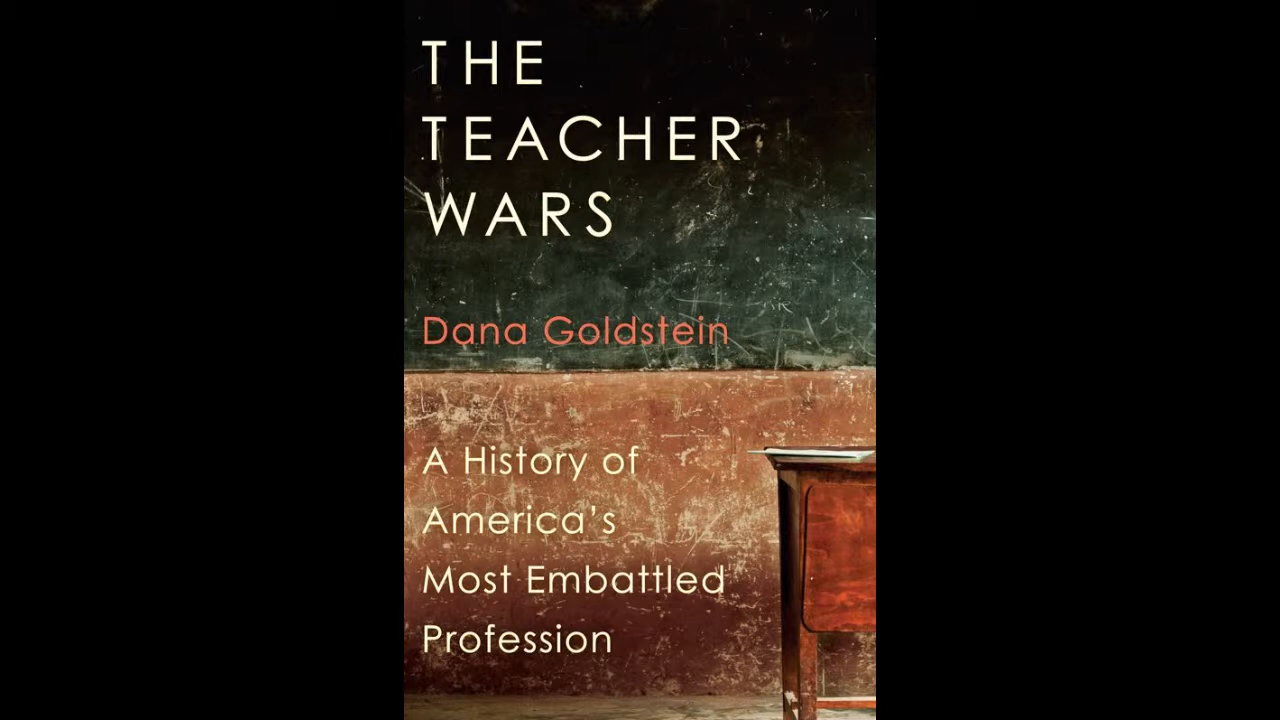 THE
TEACHER
WARS
Dana Goldstein
A History of
America's
Most Embattled
Profession